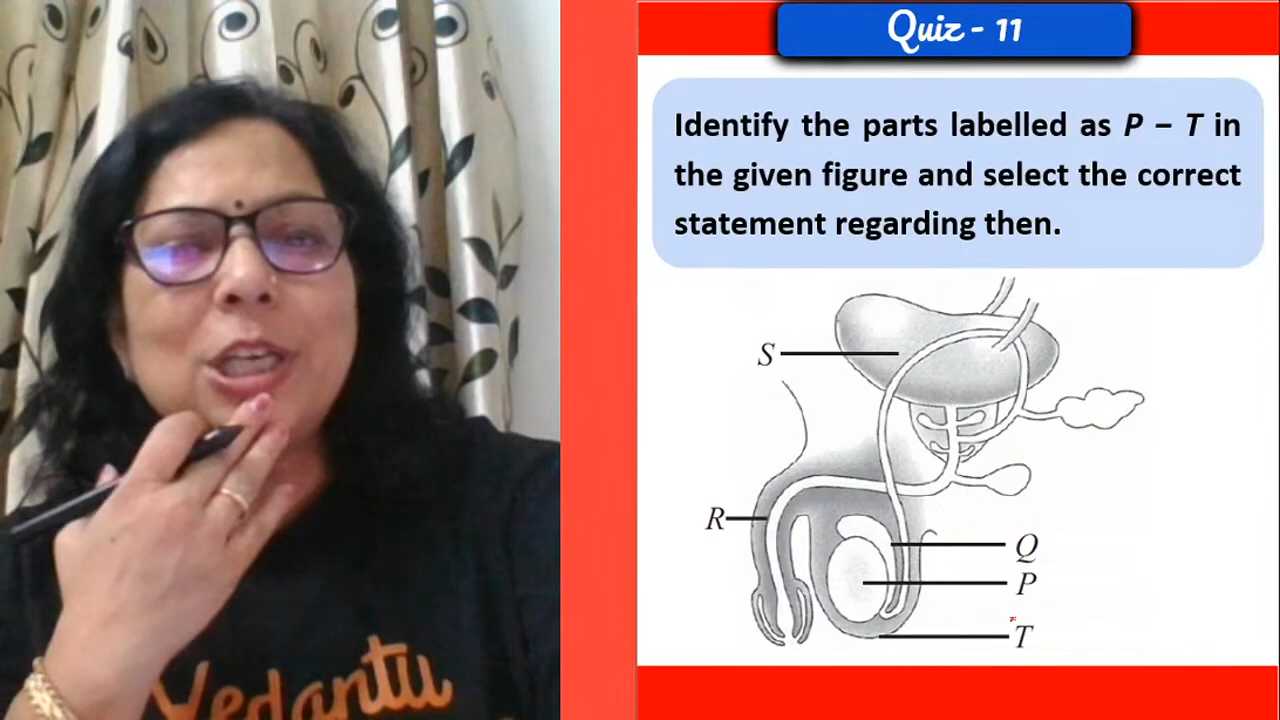 Quiz - 11
Identify the parts labelled as P – T in
the given figure and select the correct
statement regarding then.
S
R
Q
P
T
Vedantu